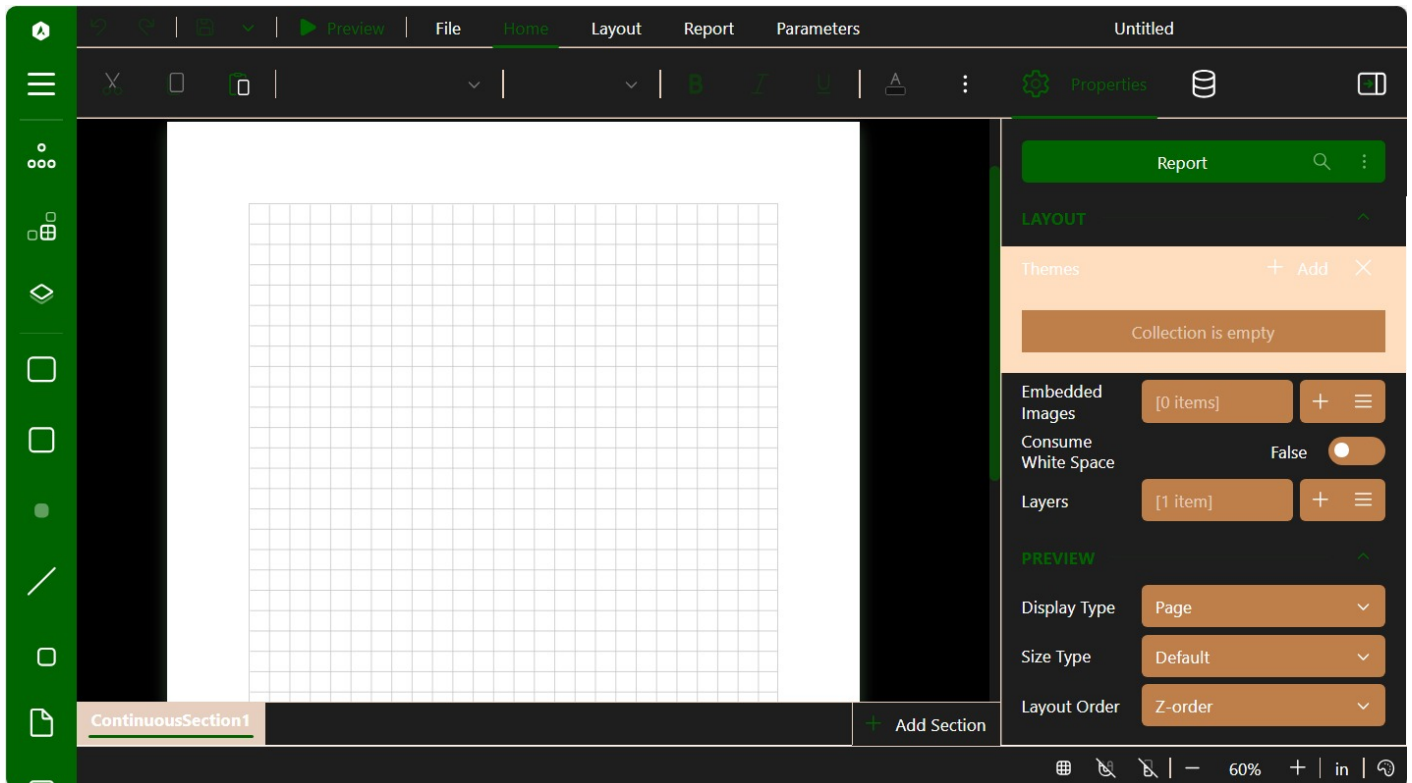 Preview File Home Layout Report Parameters Untitled
B I U A Properties
Report
LAYOUT
Themes + Add
Collection is empty
Embedded Images [0 items]
Consume White Space False
Layers [1 item]
PREVIEW
Display Type Page
Size Type Default
Layout Order Z-order
ContinuousSection1 + Add Section
60% in